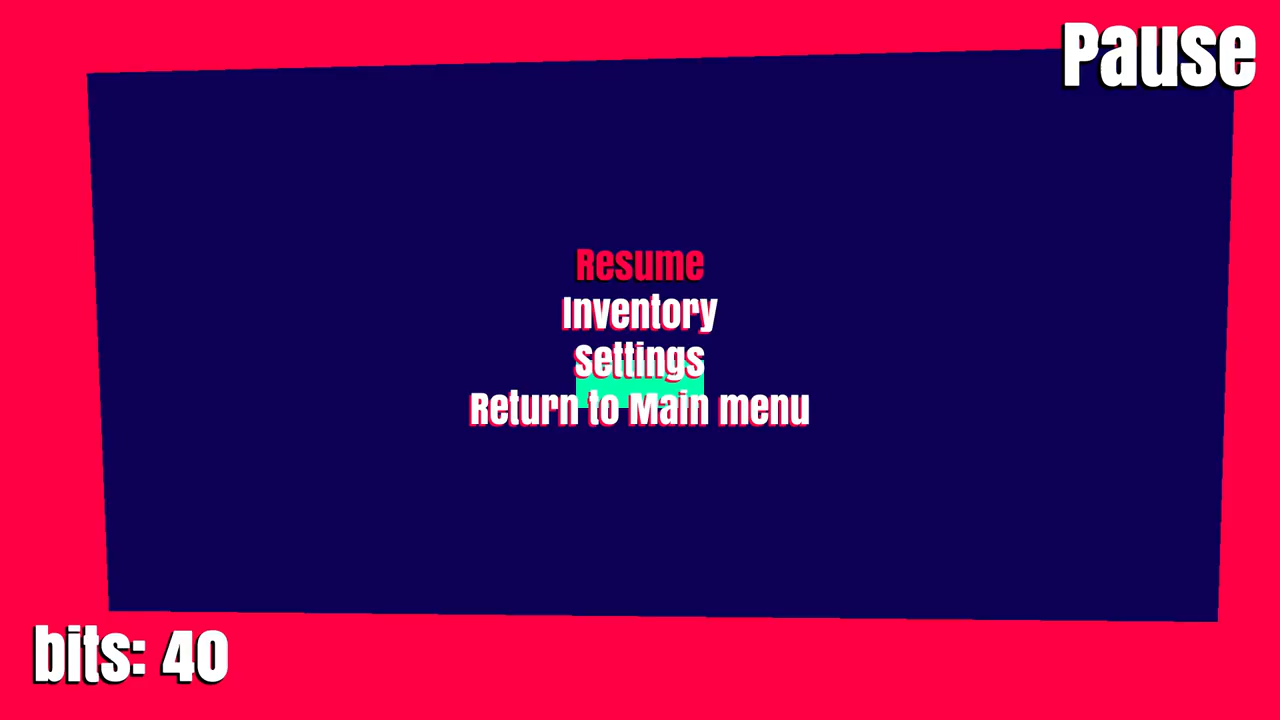 Pause
Resume
Inventory
Settings
Return to Main menu
bits: 40